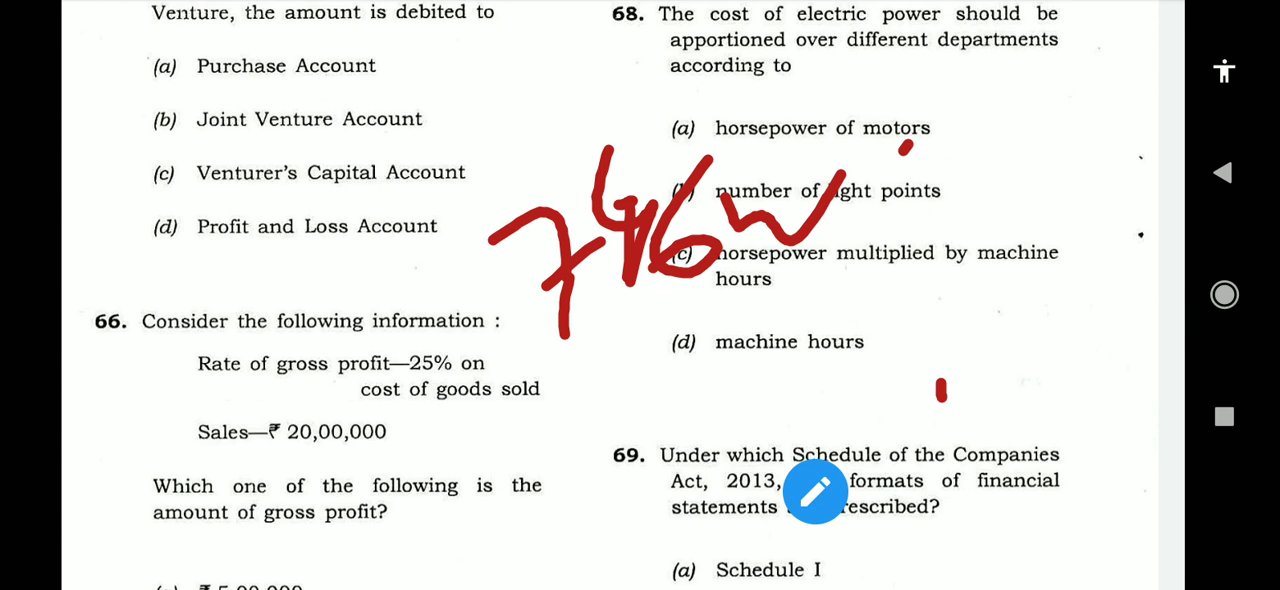 Venture, the amount is debited to
(a) Purchase Account
(b) Joint Venture Account
(c) Venturer's Capital Account
(d) Profit and Loss Account
66. Consider the following information :
Rate of gross profit—25% on
cost of goods sold
Sales—₹ 20,00,000
Which one of the following is the
amount of gross profit?
68. The cost of electric power should be
apportioned over different departments
according to
(a) horsepower of motors
number of light points
(c) horsepower multiplied by machine
hours
(d) machine hours
746W
69. Under which Schedule of the Companies
Act, 2013, formats of financial
statements prescribed?
(a) Schedule I